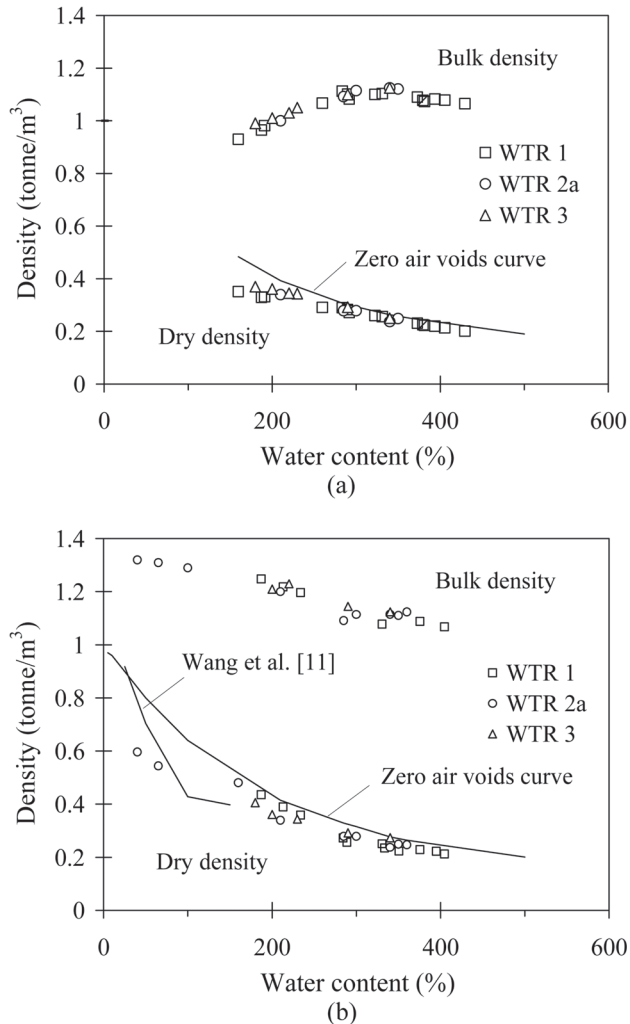 1.4
1.2
1
0.8
0.6
0.4
0.2
0
0
200
400
600
Density (tonne/m³)
Bulk density
WTR 1
WTR 2a
WTR 3
Zero air voids curve
Dry density
Water content (%)
(a)
1.4
1.2
1
0.8
0.6
0.4
0.2
0
0
200
400
600
Density (tonne/m³)
Bulk density
Wang et al. [11]
WTR 1
WTR 2a
WTR 3
Zero air voids curve
Dry density
Water content (%)
(b)